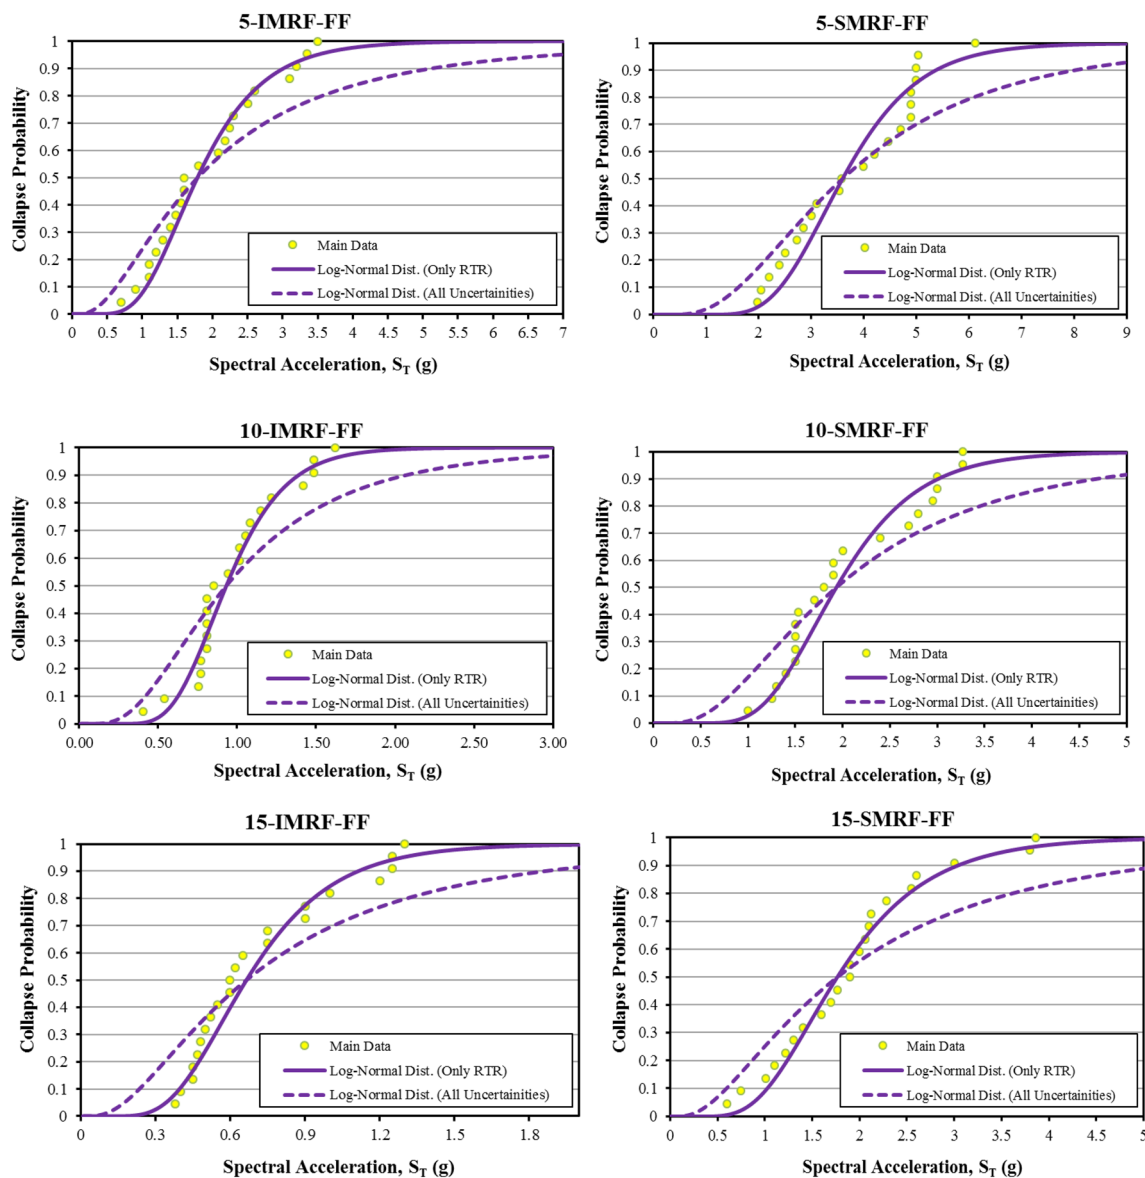 5-IMRF-FF
1
0.9
0.8
0.7
0.6
0.5
0.4
0.3
0.2
0.1
0
Collapse Probability
Main Data
Log-Normal Dist. (Only RTR)
Log-Normal Dist. (All Uncertainities)
0 0.5 1 1.5 2 2.5 3 3.5 4 4.5 5 5.5 6 6.5 7
Spectral Acceleration, ST (g)
5-SMRF-FF
1
0.9
0.8
0.7
0.6
0.5
0.4
0.3
0.2
0.1
0
Collapse Probability
Main Data
Log-Normal Dist. (Only RTR)
Log-Normal Dist. (All Uncertainities)
0 1 2 3 4 5 6 7 8 9
Spectral Acceleration, ST (g)
10-IMRF-FF
1
0.9
0.8
0.7
0.6
0.5
0.4
0.3
0.2
0.1
0
Collapse Probability
Main Data
Log-Normal Dist. (Only RTR)
Log-Normal Dist. (All Uncertainities)
0.00 0.50 1.00 1.50 2.00 2.50 3.00
Spectral Acceleration, ST (g)
10-SMRF-FF
1
0.9
0.8
0.7
0.6
0.5
0.4
0.3
0.2
0.1
0
Collapse Probability
Main Data
Log-Normal Dist. (Only RTR)
Log-Normal Dist. (All Uncertainities)
0 0.5 1 1.5 2 2.5 3 3.5 4 4.5 5
Spectral Acceleration, ST (g)
15-IMRF-FF
1
0.9
0.8
0.7
0.6
0.5
0.4
0.3
0.2
0.1
0
Collapse Probability
Main Data
Log-Normal Dist. (Only RTR)
Log-Normal Dist. (All Uncertainities)
0 0.3 0.6 0.9 1.2 1.5 1.8
Spectral Acceleration, ST (g)
15-SMRF-FF
1
0.9
0.8
0.7
0.6
0.5
0.4
0.3
0.2
0.1
0
Collapse Probability
Main Data
Log-Normal Dist. (Only RTR)
Log-Normal Dist. (All Uncertainities)
0 0.5 1 1.5 2 2.5 3 3.5 4 4.5 5
Spectral Acceleration, ST (g)